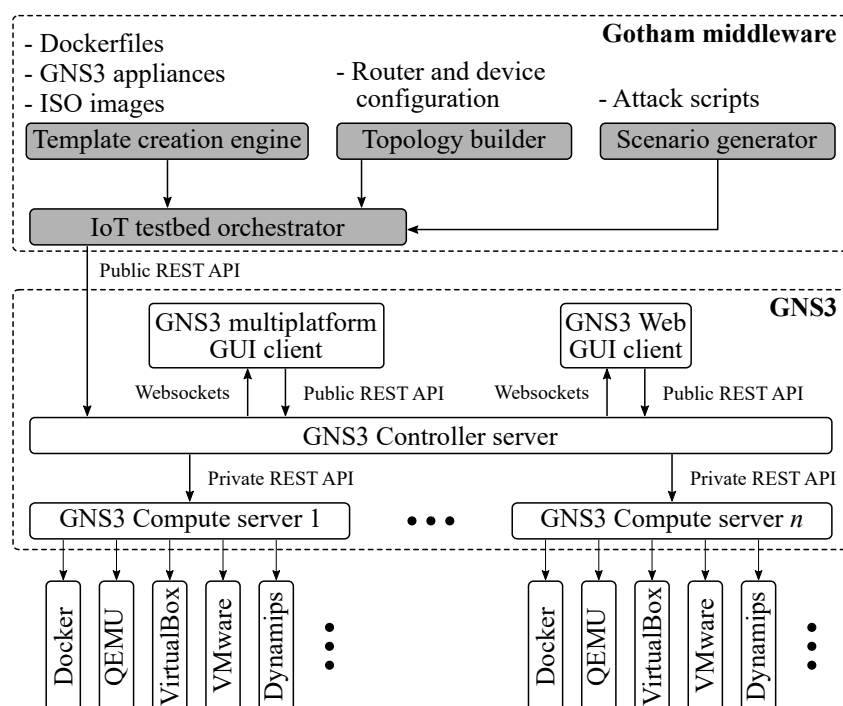 Gotham middleware
- Dockerfiles
- GNS3 appliances
- ISO images
- Router and device
configuration
- Attack scripts
Template creation engine
Topology builder
Scenario generator
IoT testbed orchestrator
Public REST API
GNS3
GNS3 multiplatform
GUI client
GNS3 Web
GUI client
Websockets
Public REST API
Websockets
Public REST API
GNS3 Controller server
Private REST API
Private REST API
GNS3 Compute server 1
GNS3 Compute server n
Docker
QEMU
VirtualBox
VMware
Dynamips
Docker
QEMU
VirtualBox
VMware
Dynamips